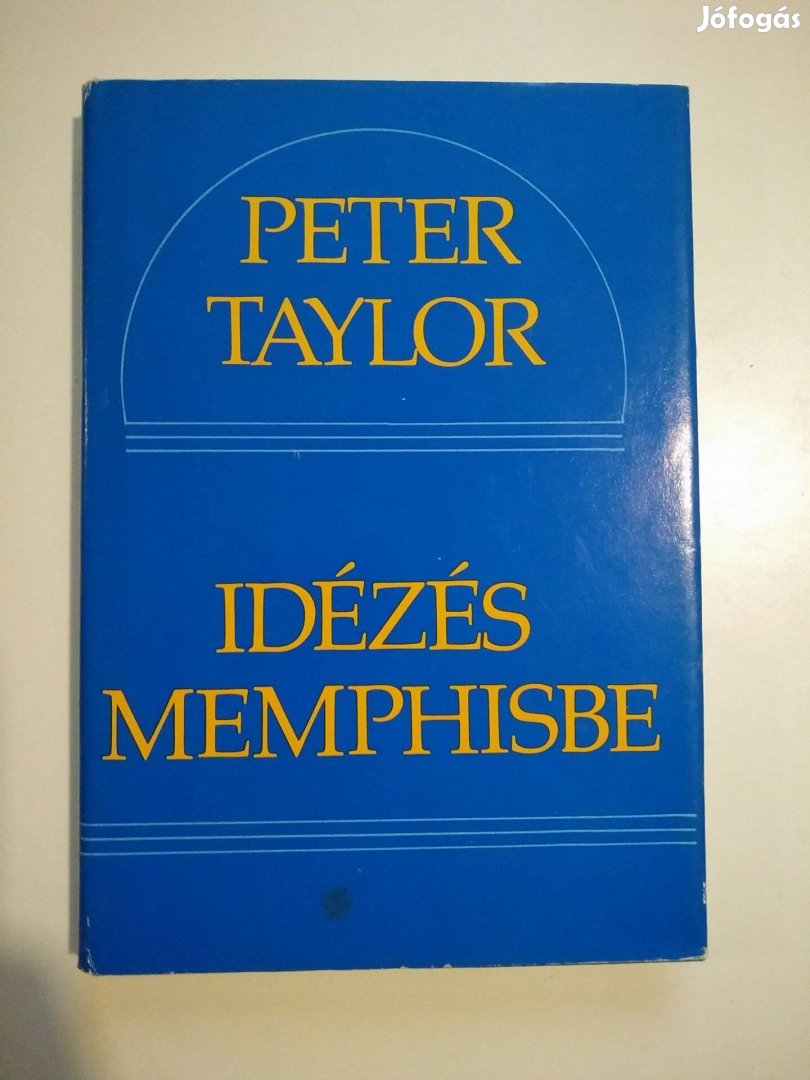 Jófogás
PETER
TAYLOR
IDÉZÉS
MEMPHISBE